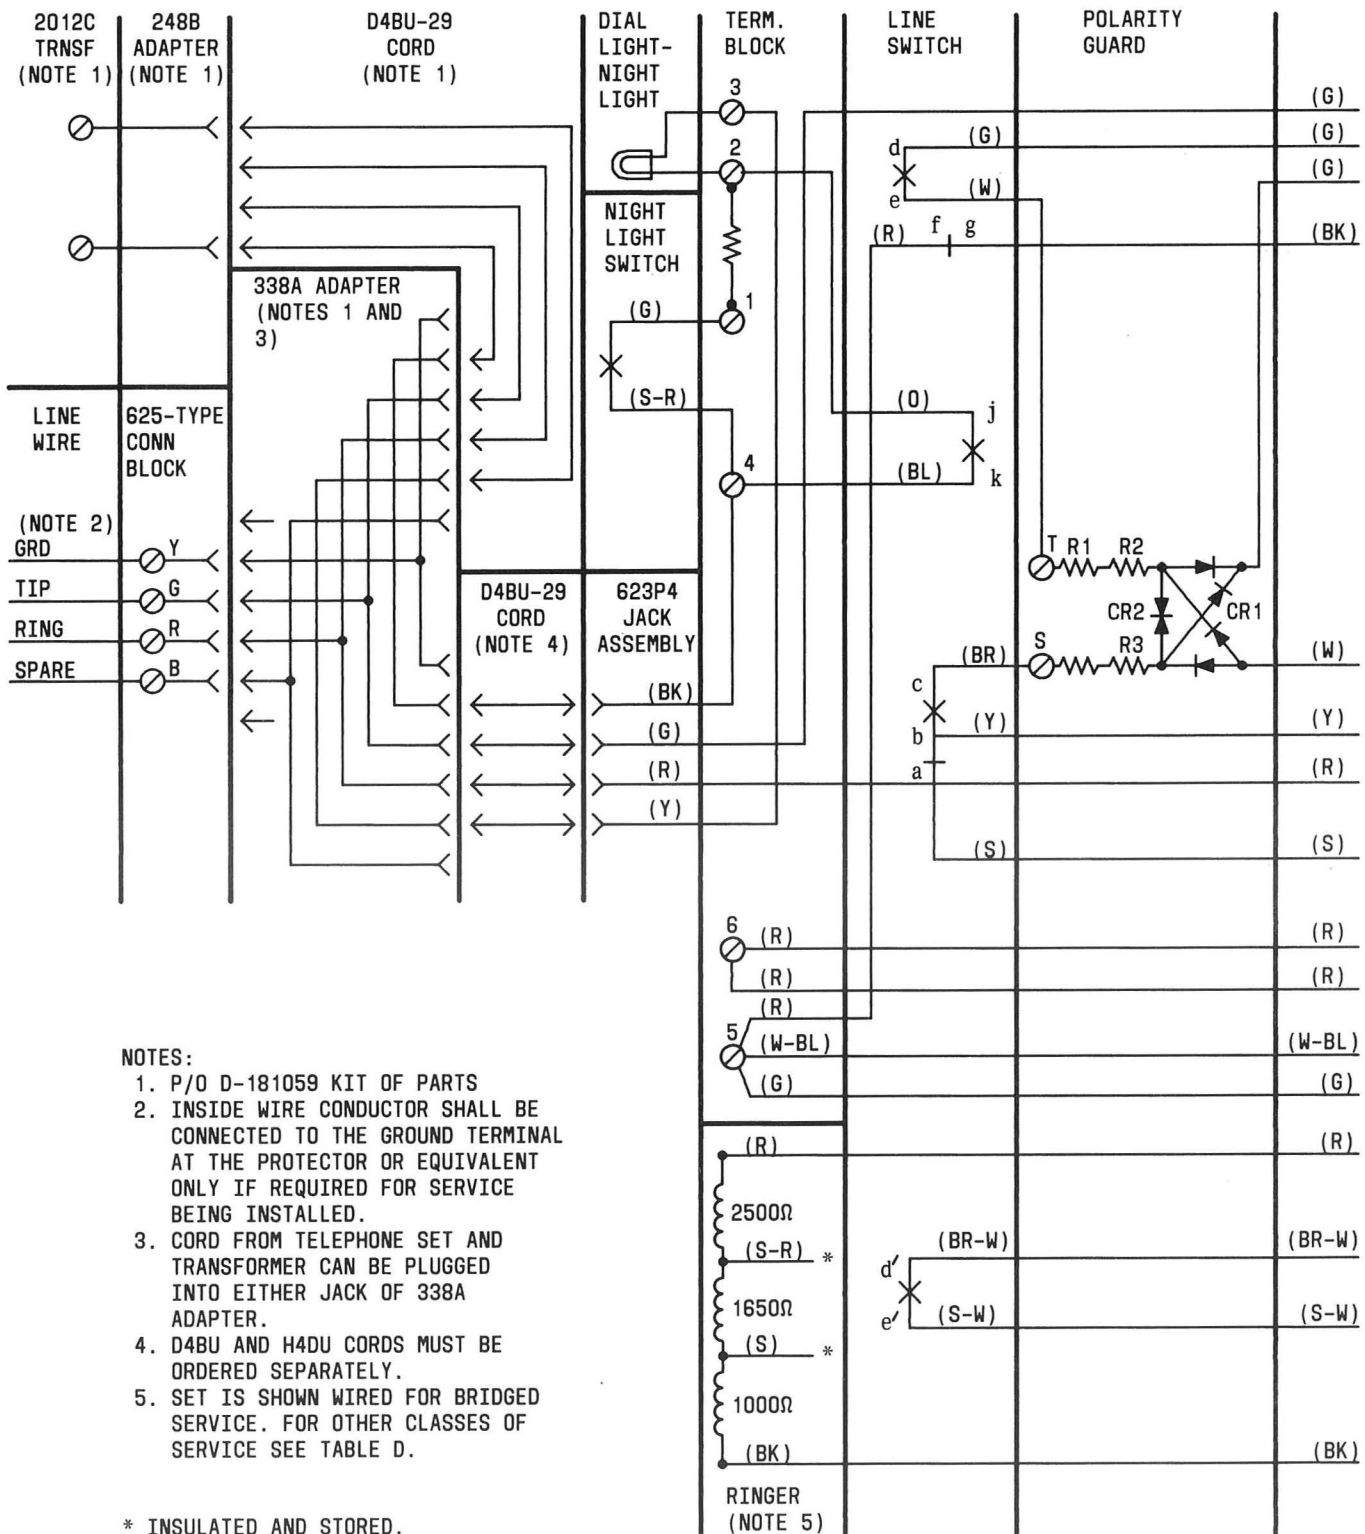 2012C
TRNSF
(NOTE 1)
248B
ADAPTER
(NOTE 1)
D4BU-29
CORD
(NOTE 1)
DIAL
LIGHT-
NIGHT
LIGHT
TERM.
BLOCK
LINE
SWITCH
POLARITY
GUARD
3
2
(G)
d
(G)
(G)
(W)
e
(G)
NIGHT
LIGHT
SWITCH
(R)
f
g
(BK)
338A ADAPTER
(NOTES 1 AND
3)
(G)
1
(S-R)
(O)
j
LINE
WIRE
625-TYPE
CONN
BLOCK
4
(BL)
k
(NOTE 2)
GRD
Y
TIP
G
RING
R
SPARE
B
D4BU-29
CORD
(NOTE 4)
623P4
JACK
ASSEMBLY
T
R1
R2
CR2
CR1
S
R3
(BR)
(W)
(BK)
c
(G)
b
(Y)
(Y)
(R)
a
(R)
(Y)
(S)
(S)
6
(R)
(R)
(R)
(R)
(R)
5
(W-BL)
(W-BL)
(G)
(G)
NOTES:
1. P/O D-181059 KIT OF PARTS
2. INSIDE WIRE CONDUCTOR SHALL BE
CONNECTED TO THE GROUND TERMINAL
AT THE PROTECTOR OR EQUIVALENT
ONLY IF REQUIRED FOR SERVICE
BEING INSTALLED.
3. CORD FROM TELEPHONE SET AND
TRANSFORMER CAN BE PLUGGED
INTO EITHER JACK OF 338A
ADAPTER.
4. D4BU AND H4DU CORDS MUST BE
ORDERED SEPARATELY.
5. SET IS SHOWN WIRED FOR BRIDGED
SERVICE. FOR OTHER CLASSES OF
SERVICE SEE TABLE D.
* INSULATED AND STORED.
(R)
(R)
2500Ω
(S-R) *
1650Ω
(S) *
1000Ω
(BK)
(BK)
d′
(BR-W)
(BR-W)
e′
(S-W)
(S-W)
RINGER
(NOTE 5)